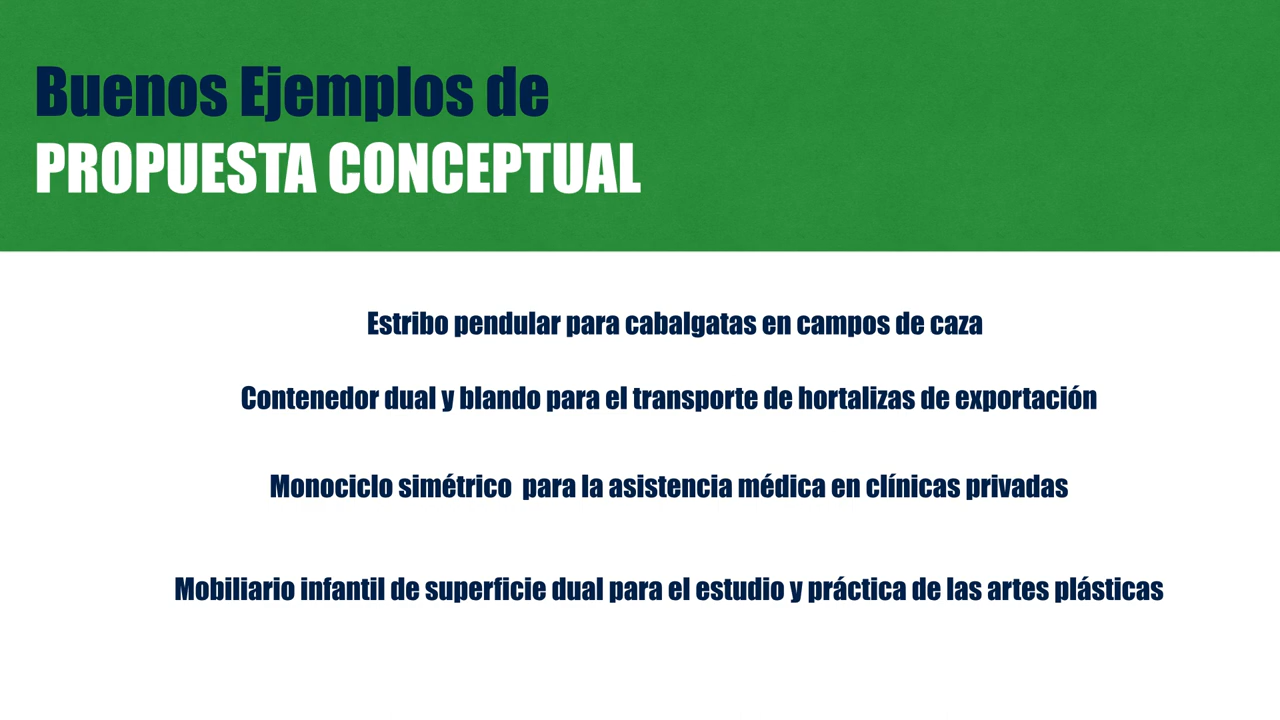 Buenos Ejemplos de
PROPUESTA CONCEPTUAL
Estribo pendular para cabalgatas en campos de caza
Contenedor dual y blando para el transporte de hortalizas de exportación
Monociclo simétrico  para la asistencia médica en clínicas privadas
Mobiliario infantil de superficie dual para el estudio y práctica de las artes plásticas